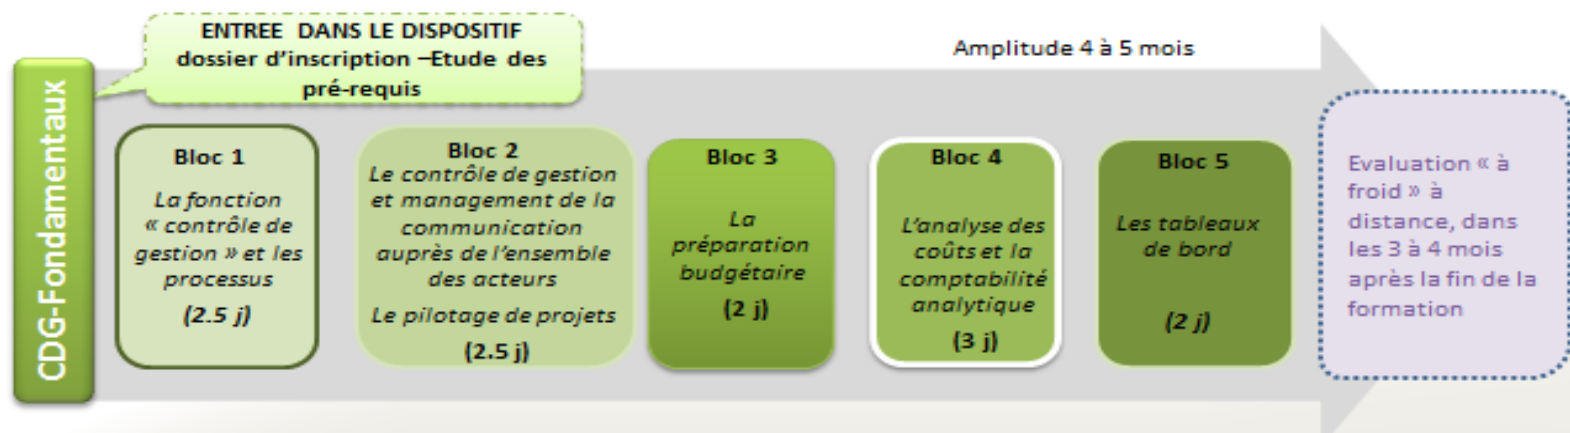 ENTREE DANS LE DISPOSITIF
dossier d’inscription –Etude des
pré-requis
Amplitude 4 à 5 mois
CDG-Fondamentaux
Bloc 1
La fonction
« contrôle de
gestion » et les
processus
(2.5 j)
Bloc 2
Le contrôle de gestion
et management de la
communication
auprès de l’ensemble
des acteurs
Le pilotage de projets
(2.5 j)
Bloc 3
La
préparation
budgétaire
(2 j)
Bloc 4
L’analyse des
coûts et la
comptabilité
analytique
(3 j)
Bloc 5
Les tableaux
de bord
(2 j)
Evaluation « à
froid » à
distance, dans
les 3 à 4 mois
après la fin de la
formation